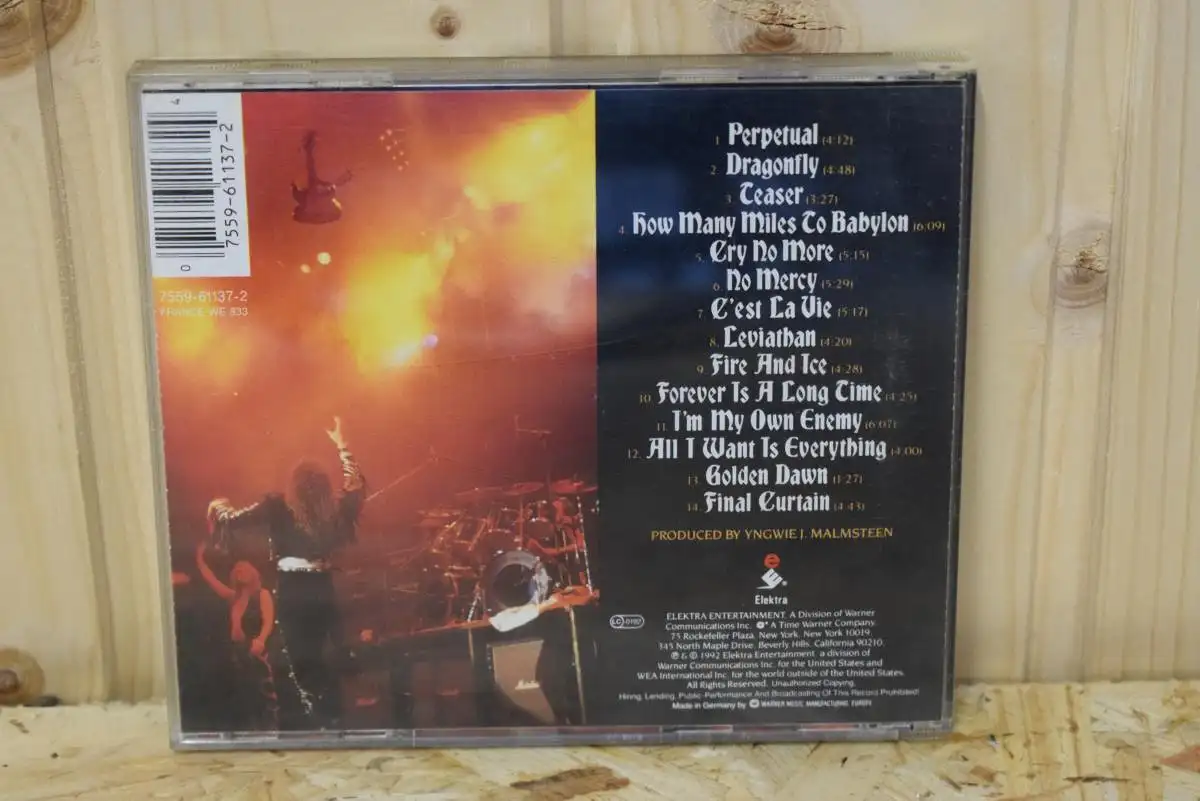 4
7559-61137-2
0
7559-61137-2
FRANCE WE 833
1. Perpetual (4:12)
2. Dragonfly (4:48)
3. Teaser (3:27)
4. How Many Miles To Babylon (6:09)
5. Cry No More (5:15)
6. No Mercy (5:29)
7. C'est La Vie (5:17)
8. Leviathan (4:20)
9. Fire And Ice (4:28)
10. Forever Is A Long Time (4:25)
11. I'm My Own Enemy (6:07)
12. All I Want Is Everything (4:00)
13. Golden Dawn (1:27)
14. Final Curtain (4:43)
PRODUCED BY YNGWIE J. MALMSTEEN
Elektra
LC 0192
ELEKTRA ENTERTAINMENT, A Division of Warner
Communications Inc. A Time Warner Company.
75 Rockefeller Plaza, New York, New York 10019.
345 North Maple Drive, Beverly Hills, California 90210.
℗ & © 1992 Elektra Entertainment, a division of
Warner Communications Inc. for the United States and
WEA International Inc. for the world outside of the United States.
All Rights Reserved. Unauthorized Copying,
Hiring, Lending, Public-Performance And Broadcasting Of This Record Prohibited!
Made in Germany by WARNER MUSIC MANUFACTURING EUROPE
Marshall